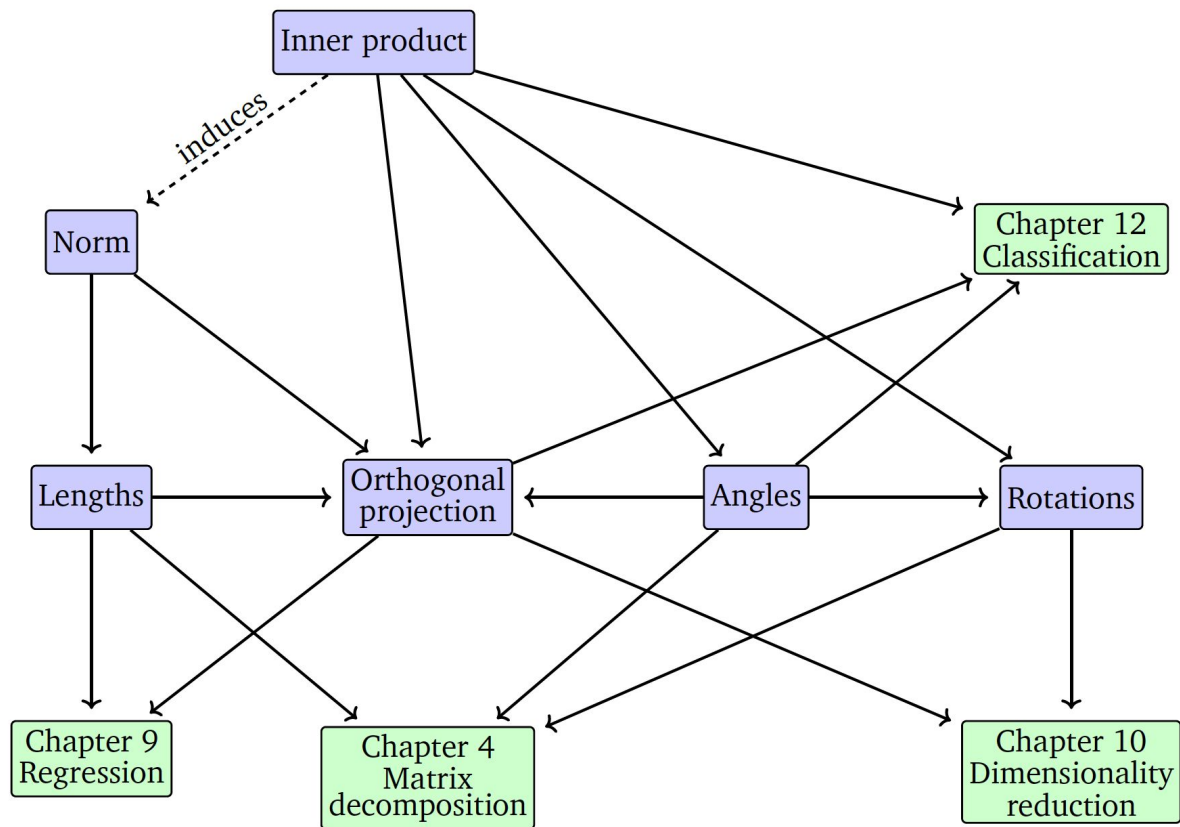 Inner product
induces
Norm
Chapter 12
Classification
Lengths
Orthogonal
projection
Angles
Rotations
Chapter 9
Regression
Chapter 4
Matrix
decomposition
Chapter 10
Dimensionality
reduction